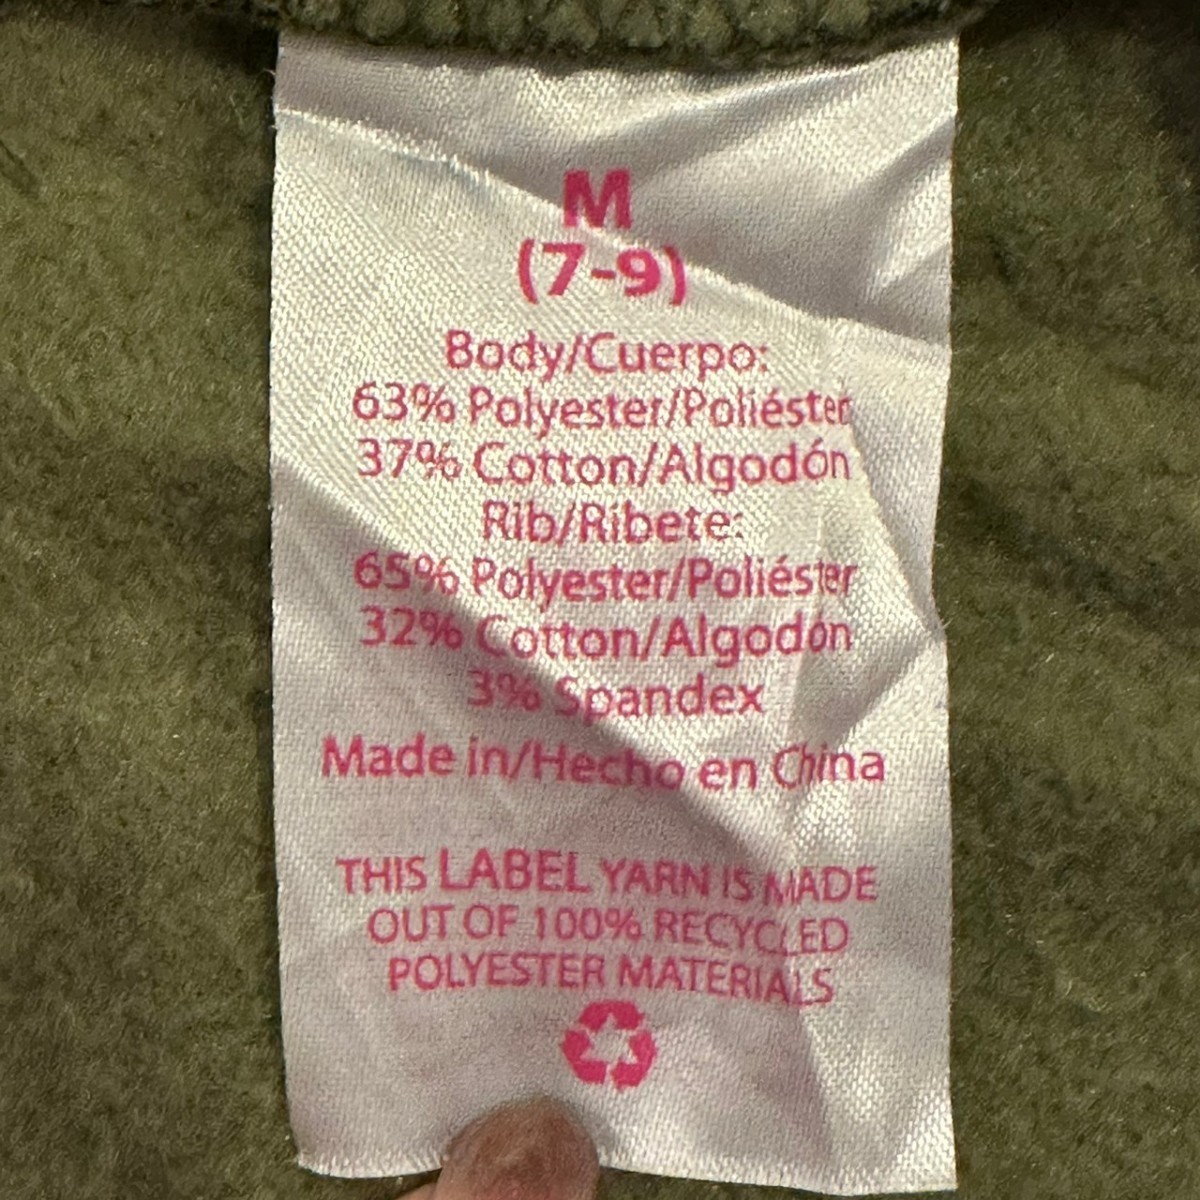 M
(7-9)
Body/Cuerpo:
63% Polyester/Poliéster
37% Cotton/Algodón
Rib/Ribete:
65% Polyester/Poliéster
32% Cotton/Algodón
3% Spandex
Made in/Hecho en China
THIS LABEL YARN IS MADE
OUT OF 100% RECYCLED
POLYESTER MATERIALS